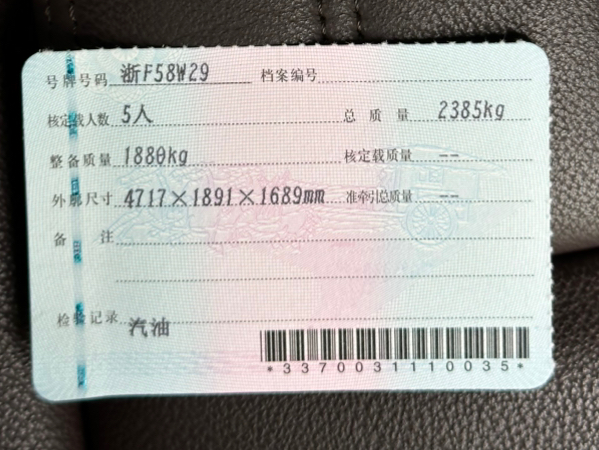 号牌号码 浙F58W29 档案编号
核定载人数 5人 总质量 2385kg
整备质量 1880kg 核定载质量 --
外廓尺寸 4717×1891×1689mm 准牵引总质量 --
备注
检验记录 汽油
*3370031110035*